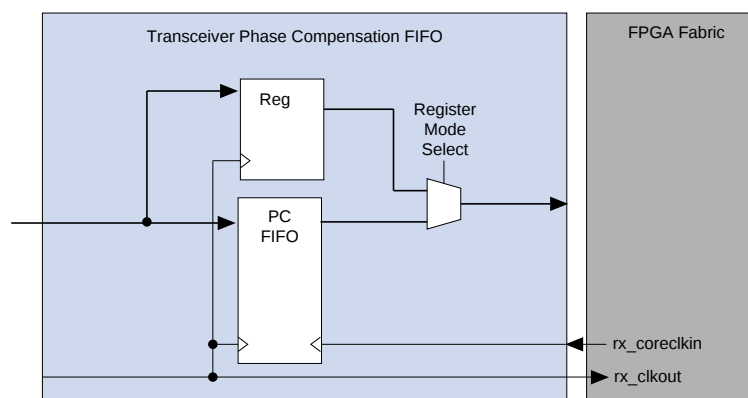 Transceiver Phase Compensation FIFO
FPGA Fabric
Reg
Register
Mode
Select
PC
FIFO
rx_coreclkin
rx_clkout